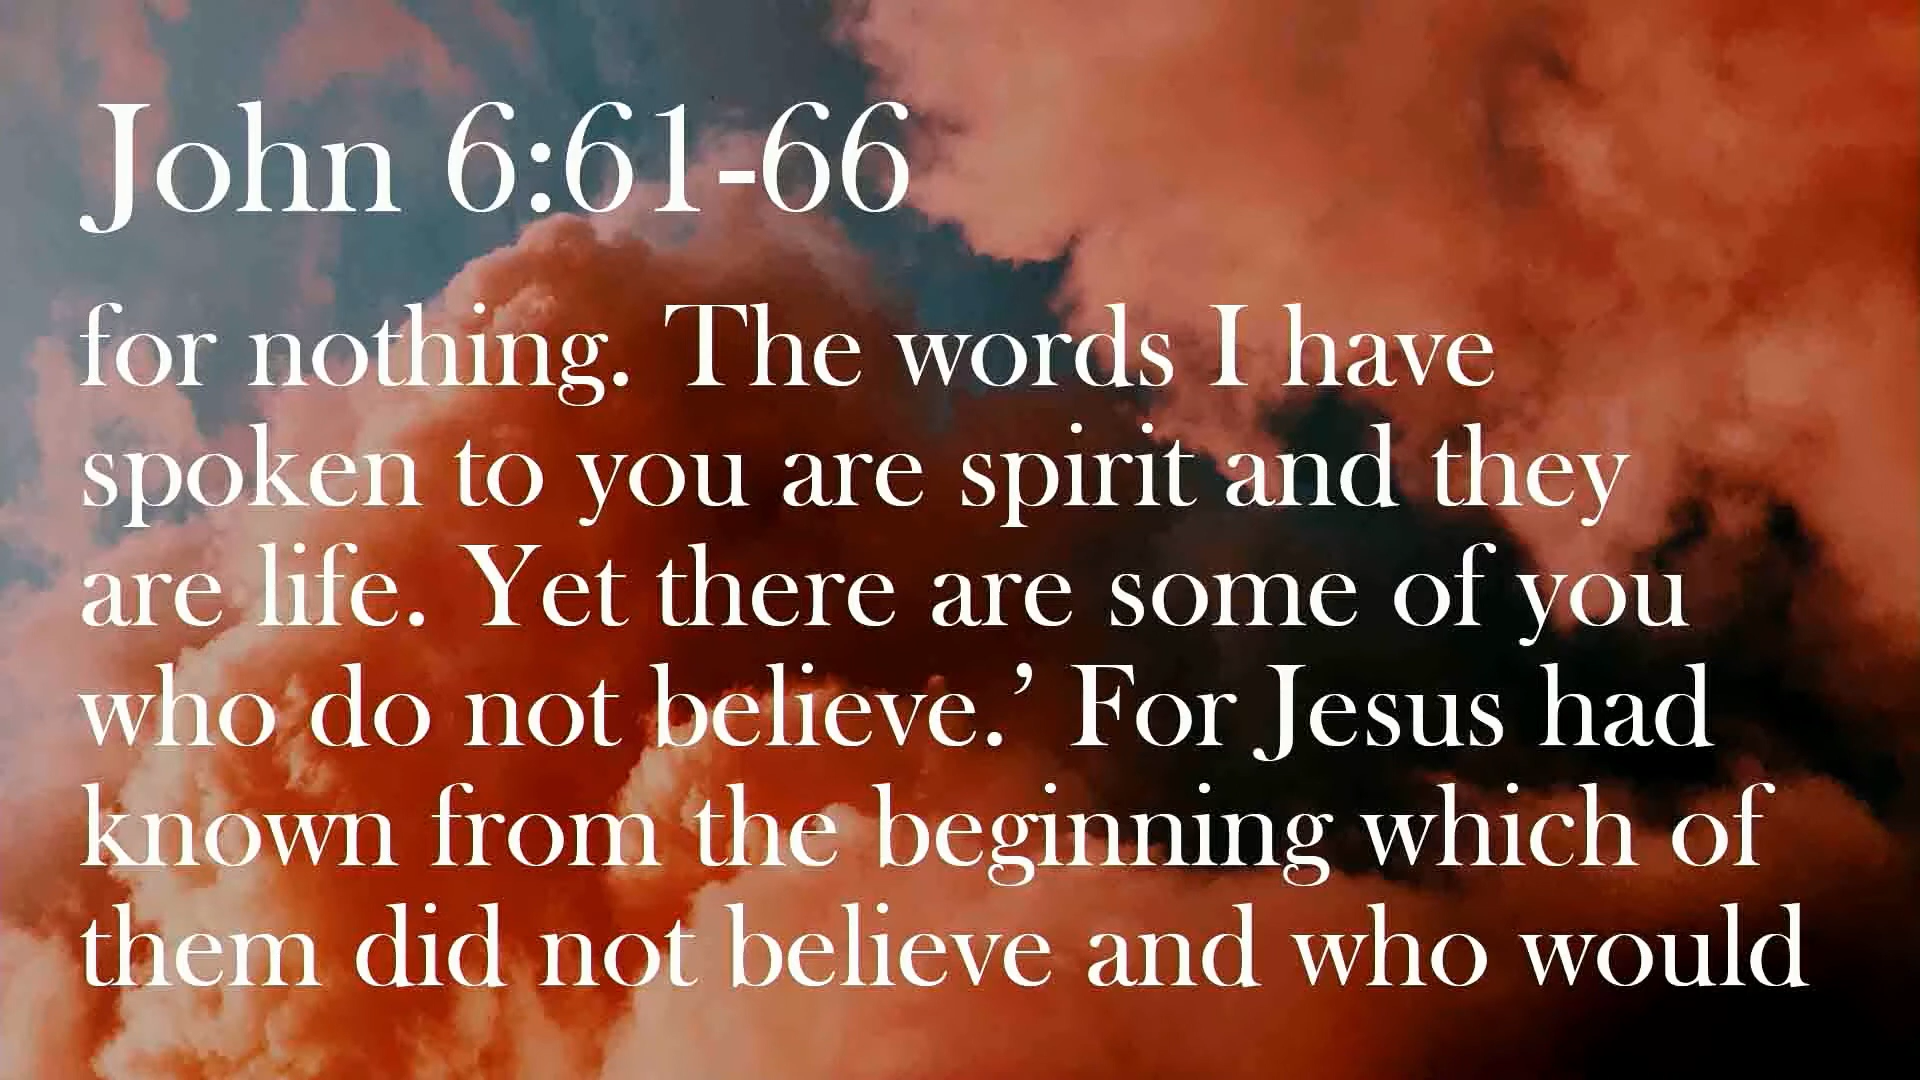 John 6:61-66
for nothing. The words I have
spoken to you are spirit and they
are life. Yet there are some of you
who do not believe.’ For Jesus had
known from the beginning which of
them did not believe and who would